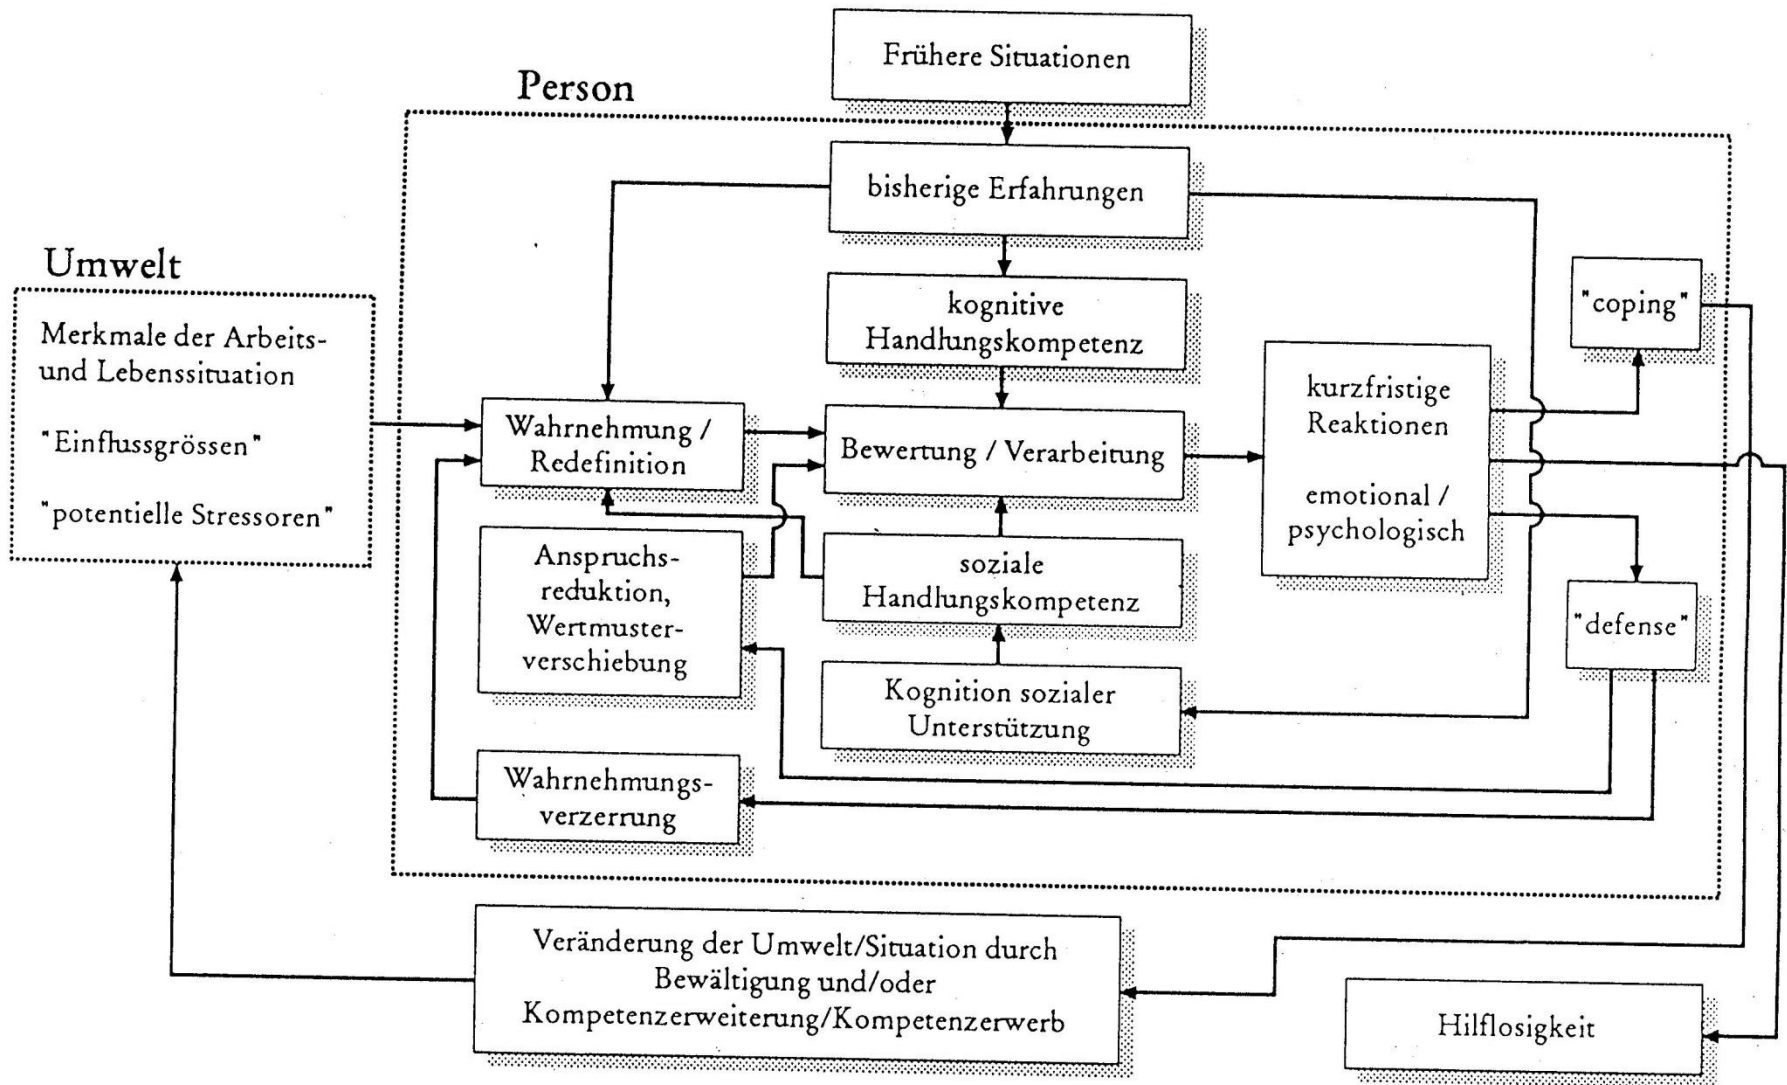 Frühere Situationen
Person
bisherige Erfahrungen
Umwelt
Merkmale der Arbeits-
und Lebenssituation
"Einflussgrössen"
"potentielle Stressoren"
kognitive
Handlungskompetenz
"coping"
Wahrnehmung /
Redefinition
Bewertung / Verarbeitung
kurzfristige
Reaktionen
emotional /
psychologisch
Anspruchs-
reduktion,
Wertmuster-
verschiebung
soziale
Handlungskompetenz
"defense"
Kognition sozialer
Unterstützung
Wahrnehmungs-
verzerrung
Veränderung der Umwelt/Situation durch
Bewältigung und/oder
Kompetenzerweiterung/Kompetenzerwerb
Hilflosigkeit